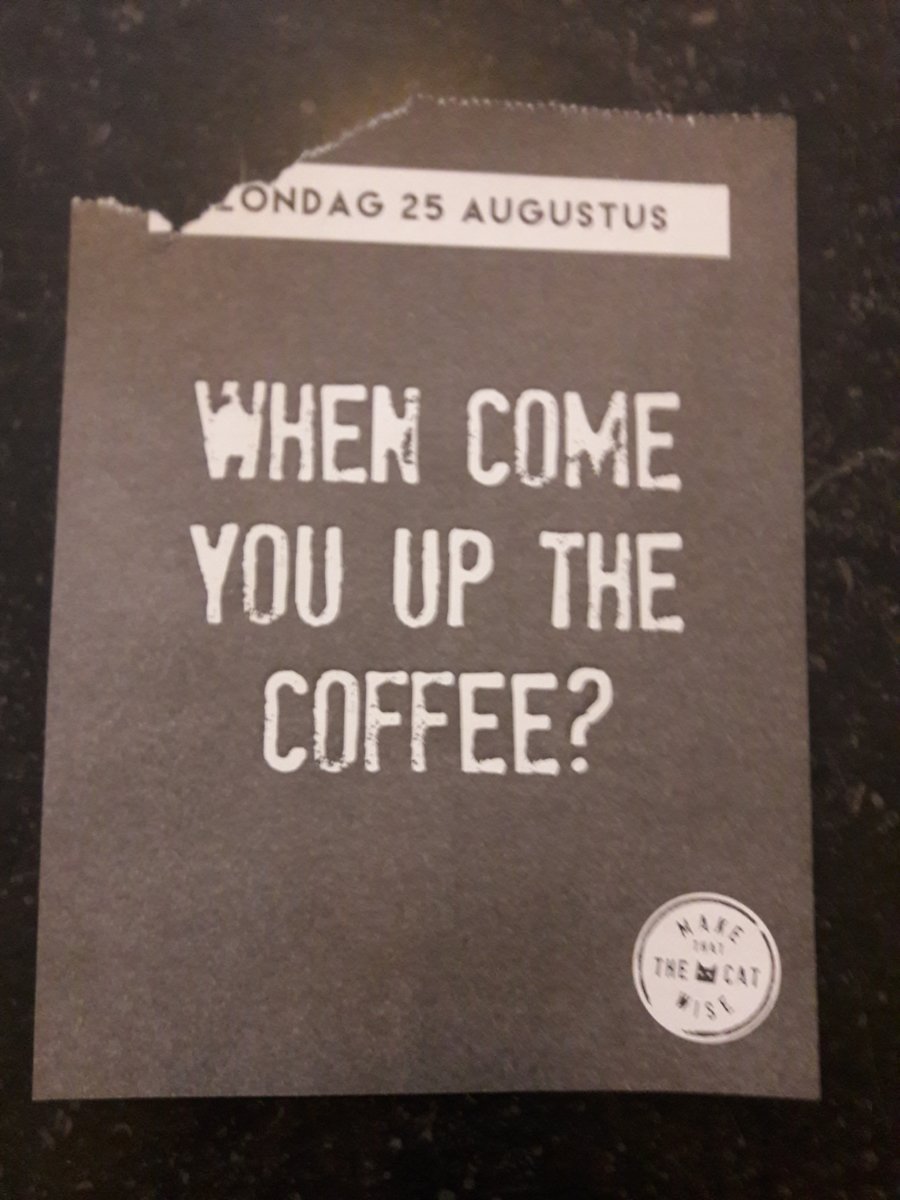 ZONDAG 25 AUGUSTUS
WHEN COME
YOU UP THE
COFFEE?
MAKE
THAT
THE CAT
WISE